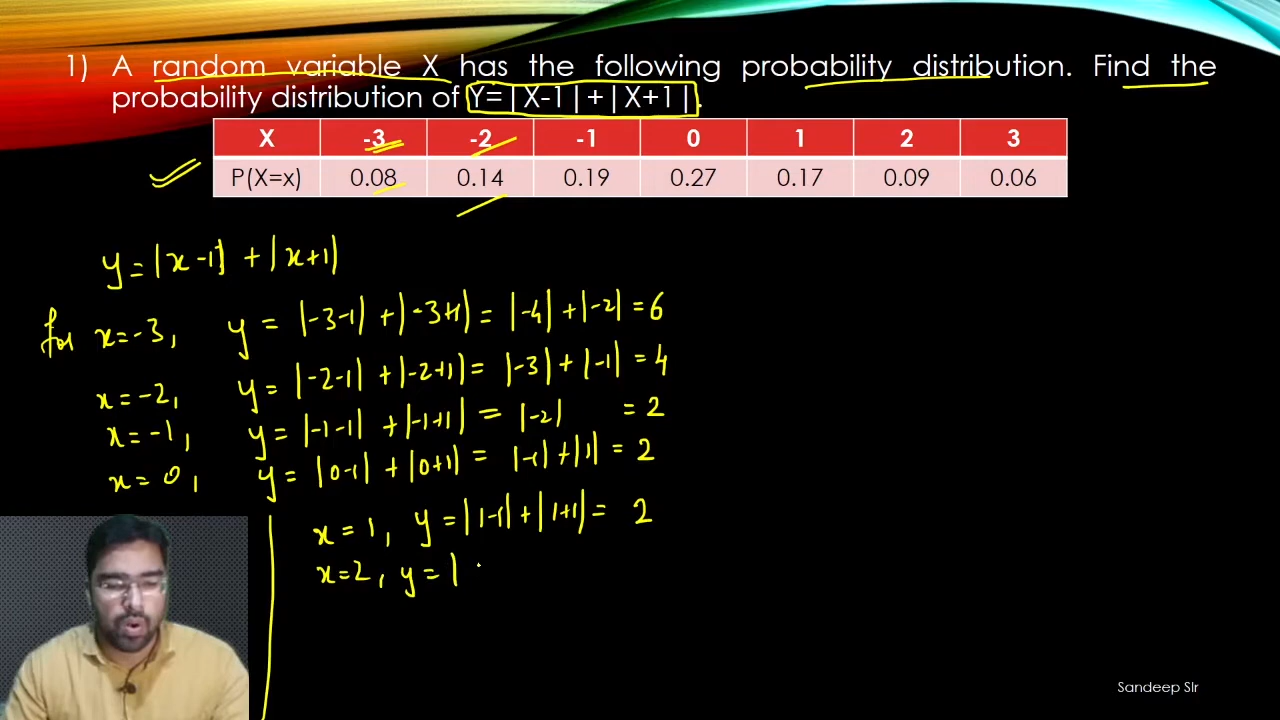 1) A random variable X has the following probability distribution. Find the
probability distribution of Y=|X-1|+|X+1|.
X -3 -2 -1 0 1 2 3
P(X=x) 0.08 0.14 0.19 0.27 0.17 0.09 0.06
y = |x-1| + |x+1|
for x=-3, y = |-3-1| + |-3+1| = |-4| + |-2| = 6
x=-2, y = |-2-1| + |-2+1| = |-3| + |-1| = 4
x=-1, y = |-1-1| + |-1+1| = |-2| = 2
x=0, y = |0-1| + |0+1| = |-1| + |1| = 2
x=1, y = |1-1| + |1+1| = 2
x=2, y = |
Sandeep SIr